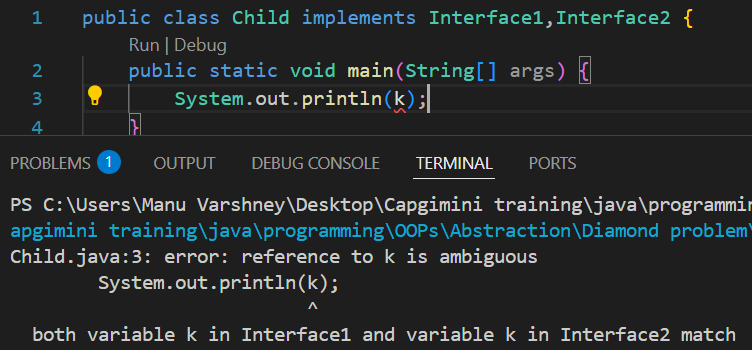 1 public class Child implements Interface1,Interface2 {
Run | Debug
2 public static void main(String[] args) {
3 System.out.println(k);
4 }
PROBLEMS 1 OUTPUT DEBUG CONSOLE TERMINAL PORTS
PS C:\Users\Manu Varshney\Desktop\Capgimini training\java\programmin
apgimini training\java\programming\OOPs\Abstraction\Diamond problem\
Child.java:3: error: reference to k is ambiguous
System.out.println(k);
^
both variable k in Interface1 and variable k in Interface2 match